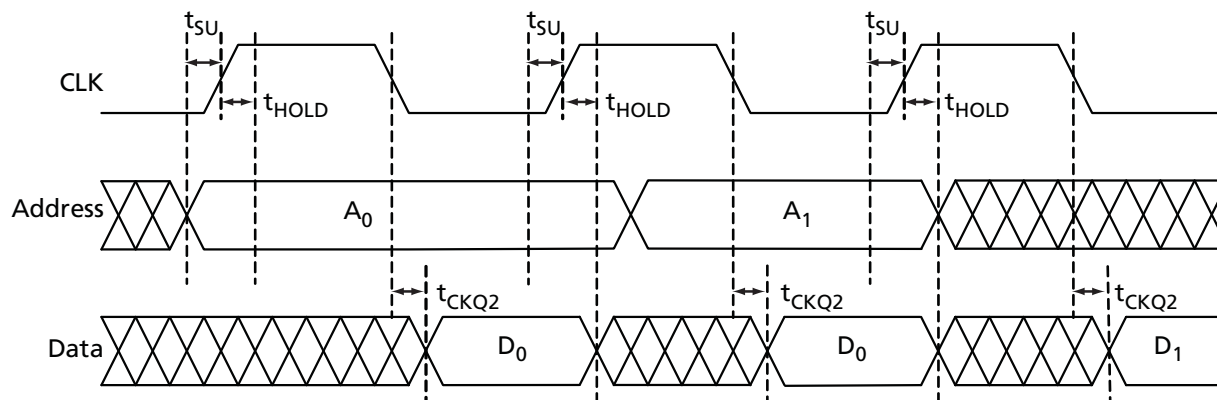 tSU tSU tSU
CLK
tHOLD tHOLD tHOLD
Address A0 A1
tCKQ2 tCKQ2 tCKQ2
Data D0 D0 D1